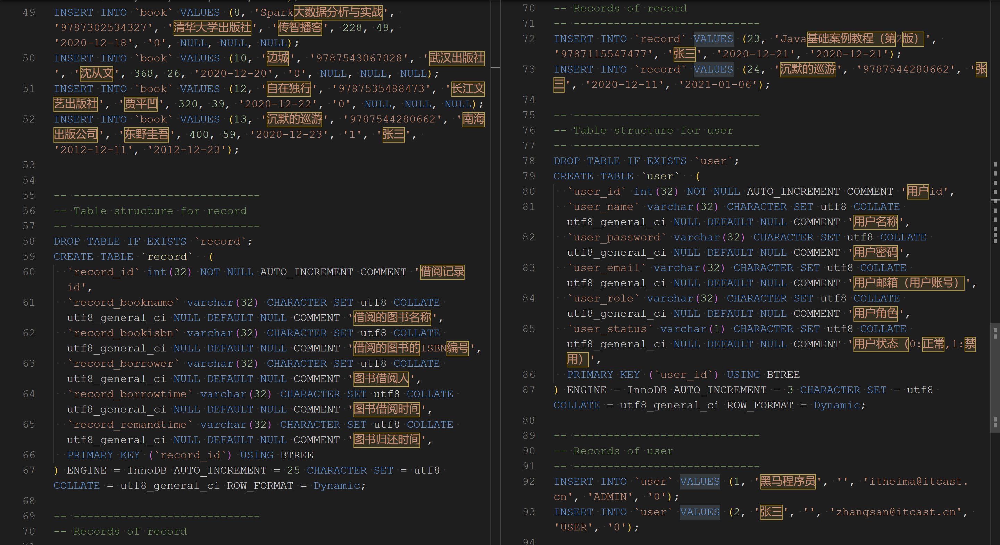 49 INSERT INTO `book` VALUES (8, 'Spark大数据分析与实战',
'9787302534327', '清华大学出版社', '传智播客', 228, 49,
'2020-12-18', '0', NULL, NULL, NULL);
50 INSERT INTO `book` VALUES (10, '边城', '9787543067028', '武汉出版社
', '沈从文', 368, 26, '2020-12-20', '0', NULL, NULL, NULL);
51 INSERT INTO `book` VALUES (12, '自在独行', '9787535488473', '长江文
艺出版社', '贾平凹', 320, 39, '2020-12-22', '0', NULL, NULL, NULL);
52 INSERT INTO `book` VALUES (13, '沉默的巡游', '9787544280662', '南海
出版公司', '东野圭吾', 400, 59, '2020-12-23', '1', '张三',
'2012-12-11', '2012-12-23');
53
54
55 -- ----------------------------
56 -- Table structure for record
57 -- ----------------------------
58 DROP TABLE IF EXISTS `record`;
59 CREATE TABLE `record`  (
60   `record_id` int(32) NOT NULL AUTO_INCREMENT COMMENT '借阅记录
id',
61   `record_bookname` varchar(32) CHARACTER SET utf8 COLLATE
utf8_general_ci NULL DEFAULT NULL COMMENT '借阅的图书名称',
62   `record_bookisbn` varchar(32) CHARACTER SET utf8 COLLATE
utf8_general_ci NULL DEFAULT NULL COMMENT '借阅的图书的ISBN编号',
63   `record_borrower` varchar(32) CHARACTER SET utf8 COLLATE
utf8_general_ci NULL DEFAULT NULL COMMENT '图书借阅人',
64   `record_borrowtime` varchar(32) CHARACTER SET utf8 COLLATE
utf8_general_ci NULL DEFAULT NULL COMMENT '图书借阅时间',
65   `record_remandtime` varchar(32) CHARACTER SET utf8 COLLATE
utf8_general_ci NULL DEFAULT NULL COMMENT '图书归还时间',
66   PRIMARY KEY (`record_id`) USING BTREE
67 ) ENGINE = InnoDB AUTO_INCREMENT = 25 CHARACTER SET = utf8
COLLATE = utf8_general_ci ROW_FORMAT = Dynamic;
68
69 -- ----------------------------
70 -- Records of record
70 -- Records of record
71 -- ----------------------------
72 INSERT INTO `record` VALUES (23, 'Java基础案例教程（第2版）',
'9787115547477', '张三', '2020-12-21', '2020-12-21');
73 INSERT INTO `record` VALUES (24, '沉默的巡游', '9787544280662', '张
三', '2020-12-11', '2021-01-06');
74
75 -- ----------------------------
76 -- Table structure for user
77 -- ----------------------------
78 DROP TABLE IF EXISTS `user`;
79 CREATE TABLE `user`  (
80   `user_id` int(32) NOT NULL AUTO_INCREMENT COMMENT '用户id',
81   `user_name` varchar(32) CHARACTER SET utf8 COLLATE
utf8_general_ci NULL DEFAULT NULL COMMENT '用户名称',
82   `user_password` varchar(32) CHARACTER SET utf8 COLLATE
utf8_general_ci NULL DEFAULT NULL COMMENT '用户密码',
83   `user_email` varchar(32) CHARACTER SET utf8 COLLATE
utf8_general_ci NULL DEFAULT NULL COMMENT '用户邮箱（用户账号）',
84   `user_role` varchar(32) CHARACTER SET utf8 COLLATE
utf8_general_ci NULL DEFAULT NULL COMMENT '用户角色',
85   `user_status` varchar(1) CHARACTER SET utf8 COLLATE
utf8_general_ci NULL DEFAULT NULL COMMENT '用户状态（0:正常,1:禁
用）',
86   PRIMARY KEY (`user_id`) USING BTREE
87 ) ENGINE = InnoDB AUTO_INCREMENT = 3 CHARACTER SET = utf8
COLLATE = utf8_general_ci ROW_FORMAT = Dynamic;
88
89 -- ----------------------------
90 -- Records of user
91 -- ----------------------------
92 INSERT INTO `user` VALUES (1, '黑马程序员', '', 'itheima@itcast.
cn', 'ADMIN', '0');
93 INSERT INTO `user` VALUES (2, '张三', '', 'zhangsan@itcast.cn',
'USER', '0');
94